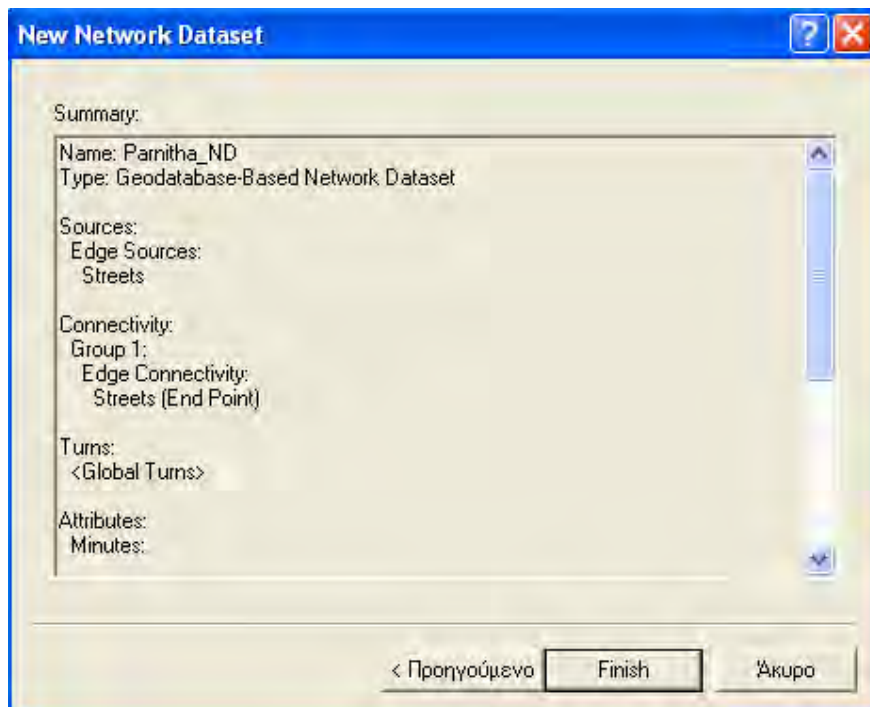 New Network Dataset
Summary:
Name: Parnitha_ND
Type: Geodatabase-Based Network Dataset
Sources:
Edge Sources:
Streets
Connectivity:
Group 1:
Edge Connectivity:
Streets (End Point)
Turns:
<Global Turns>
Attributes:
Minutes:
< Προηγούμενο Finish Άκυρο